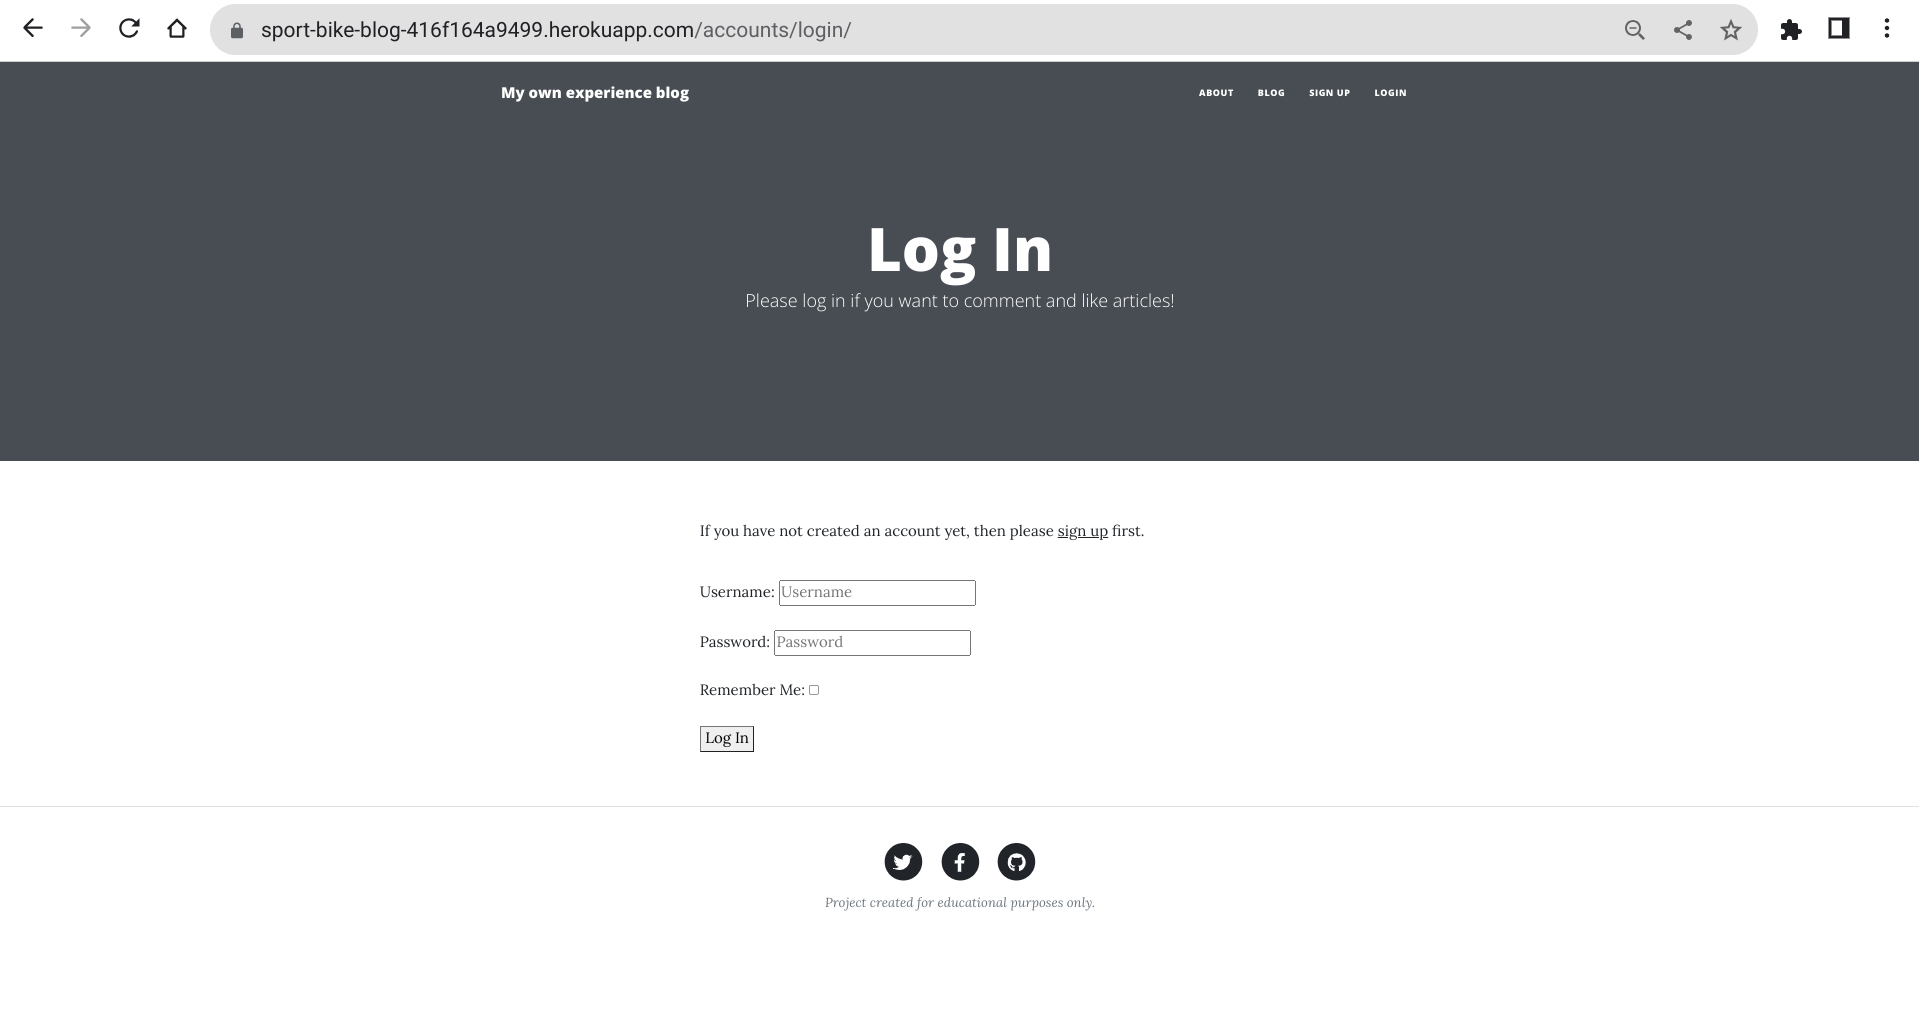 sport-bike-blog-416f164a9499.herokuapp.com/accounts/login/
My own experience blog
ABOUT BLOG SIGN UP LOGIN
Log In
Please log in if you want to comment and like articles!
If you have not created an account yet, then please sign up first.
Username: Username
Password: Password
Remember Me:
Log In
Project created for educational purposes only.